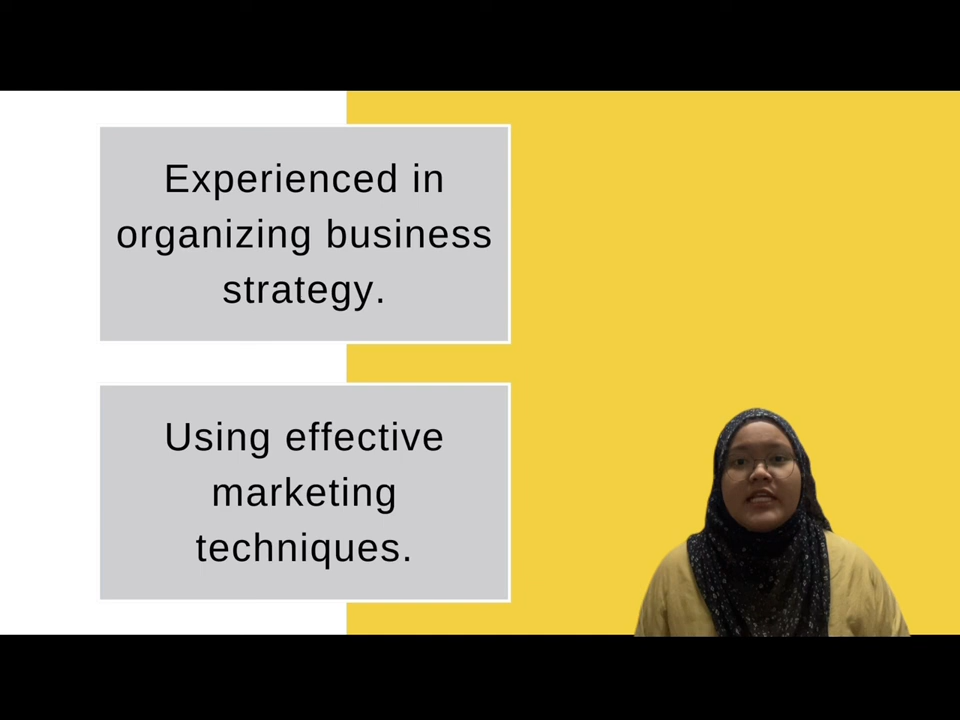 Experienced in
organizing business
strategy.
Using effective
marketing
techniques.